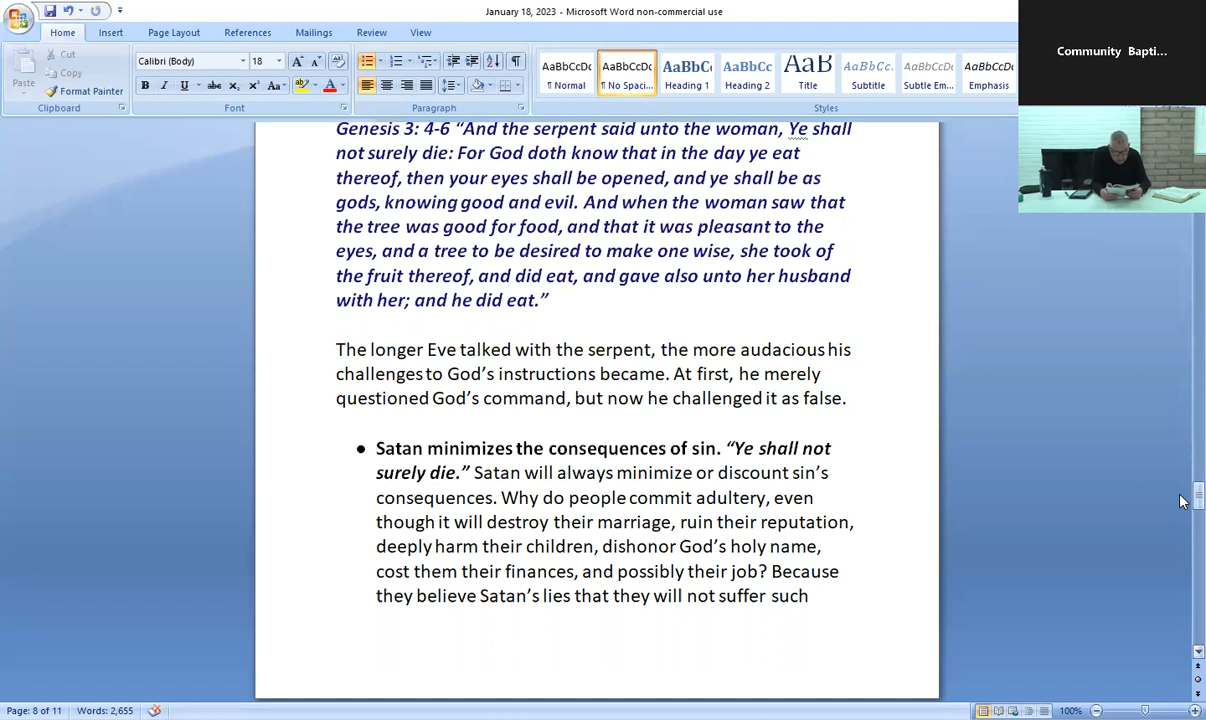 January 18, 2023 - Microsoft Word non-commercial use
Home Insert Page Layout References Mailings Review View
Paste
Cut
Copy
Format Painter
Clipboard
Calibri (Body) 18
Font
Paragraph
AaBbCcDc AaBbCcDc AaBbCc AaBbCc AaB AaBbCc. AaBbCcDc AaBbCcDc
¶ Normal ¶ No Spaci... Heading 1 Heading 2 Title Subtitle Subtle Em... Emphasis
Styles
Community Bapti...
Genesis 3: 4-6 “And the serpent said unto the woman, Ye shall
not surely die: For God doth know that in the day ye eat
thereof, then your eyes shall be opened, and ye shall be as
gods, knowing good and evil. And when the woman saw that
the tree was good for food, and that it was pleasant to the
eyes, and a tree to be desired to make one wise, she took of
the fruit thereof, and did eat, and gave also unto her husband
with her; and he did eat.”
The longer Eve talked with the serpent, the more audacious his
challenges to God’s instructions became. At first, he merely
questioned God’s command, but now he challenged it as false.
● Satan minimizes the consequences of sin. “Ye shall not
surely die.” Satan will always minimize or discount sin’s
consequences. Why do people commit adultery, even
though it will destroy their marriage, ruin their reputation,
deeply harm their children, dishonor God’s holy name,
cost them their finances, and possibly their job? Because
they believe Satan’s lies that they will not suffer such
Page: 8 of 11 Words: 2,655 100%